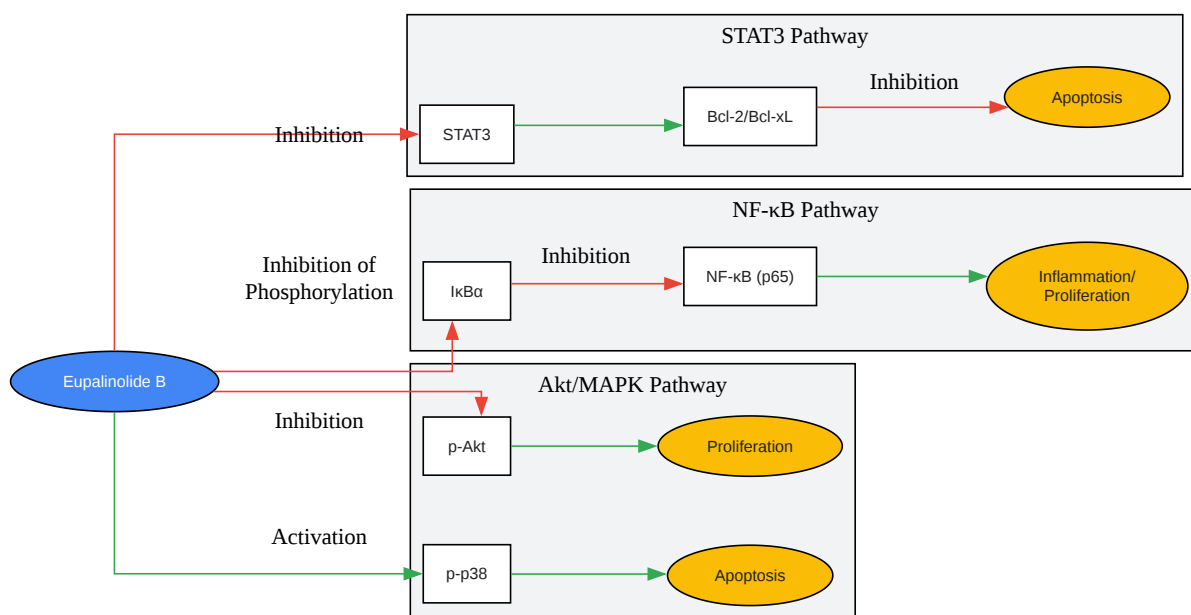 STAT3 Pathway
Inhibition
Apoptosis
Bcl-2/Bcl-xL
Inhibition
STAT3
NF-κB Pathway
Inhibition
Inhibition of
Phosphorylation
IκBα
NF-κB (p65)
Inflammation/
Proliferation
Eupalinolide B
Akt/MAPK Pathway
Inhibition
p-Akt
Proliferation
Activation
p-p38
Apoptosis